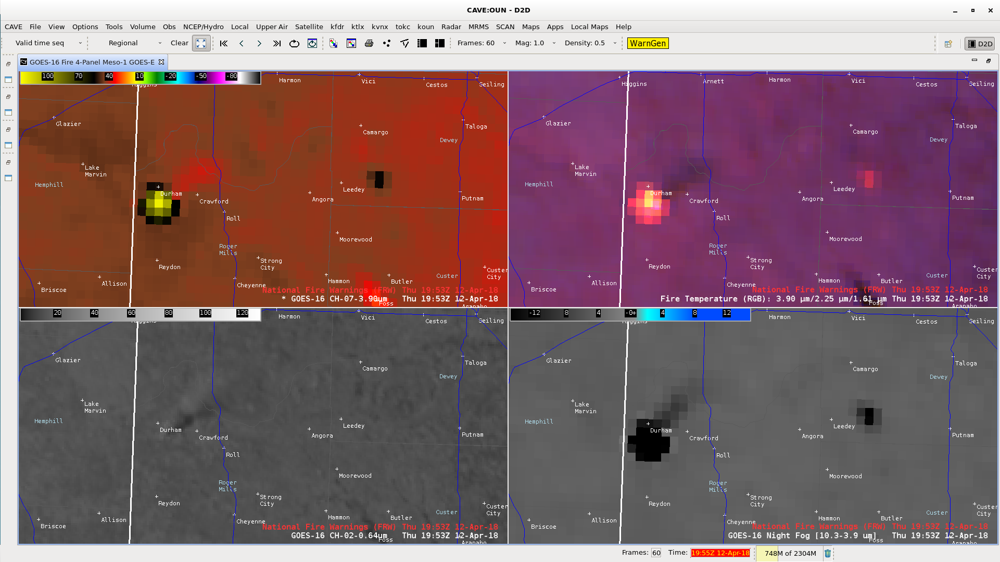 CAVE:OUN - D2D
CAVE File View Options Tools Volume Obs NCEP/Hydro Local Upper Air Satellite kfdr ktlx kvnx tokc koun Radar MRMS SCAN Maps Apps Local Maps Help
Valid time seq Regional Clear Frames: 60 Mag: 1.0 Density: 0.5 WarnGen D2D
GOES-16 Fire 4-Panel Meso-1 GOES-E
100 70 40 10 -20 -50 -80
Higgins
Harmon
Vici
Cestos
Seiling
Glazier
Camargo
Taloga
Dewey
Lake
Marvin
Hemphill
Durham
Crawford
Leedey
Angora
Putnam
Roll
Moorewood
Roger
Mills
Strong
City
Reydon
Custer
Custer
City
Allison
Briscoe
Cheyenne
Hammon
Butler
National Fire Warnings (FRW) Thu 19:53Z 12-Apr-18
* GOES-16 CH-07-3.90µm Thu 19:53Z 12-Apr-18
Foss
Arapaho
Higgins
Arnett
Harmon
Vici
Cestos
Seiling
Glazier
Camargo
Taloga
Dewey
Lake
Marvin
Hemphill
Durham
Crawford
Leedey
Angora
Putnam
Roll
Moorewood
Roger
Mills
Strong
City
Reydon
Custer
Custer
City
Allison
Briscoe
Cheyenne
Hammon
Butler
National Fire Warnings (FRW) Thu 19:53Z 12-Apr-18
Fire Temperature (RGB): 3.90 µm/2.25 µm/1.61 µm Thu 19:53Z 12-Apr-18
Foss
Arapaho
20 40 60 80 100 120
Higgins
Harmon
Vici
Cestos
Seiling
Glazier
Camargo
Taloga
Dewey
Lake
Marvin
Hemphill
Durham
Crawford
Leedey
Angora
Putnam
Roll
Moorewood
Roger
Mills
Strong
City
Reydon
Custer
Custer
City
Allison
Briscoe
Cheyenne
Hammon
Butler
National Fire Warnings (FRW) Thu 19:53Z 12-Apr-18
GOES-16 CH-02-0.64µm Thu 19:53Z 12-Apr-18
Foss
Arapaho
-12 8 4 -0+ 4 8 12
Higgins
Harmon
Vici
Cestos
Seiling
Glazier
Camargo
Taloga
Dewey
Lake
Marvin
Hemphill
Durham
Crawford
Leedey
Angora
Putnam
Roll
Moorewood
Roger
Mills
Strong
City
Reydon
Custer
Custer
City
Allison
Briscoe
Cheyenne
Hammon
Butler
National Fire Warnings (FRW) Thu 19:53Z 12-Apr-18
GOES-16 Night Fog [10.3-3.9 um] Thu 19:53Z 12-Apr-18
Foss
Arapaho
Frames: 60 Time: 19:55Z 12-Apr-18 748M of 2304M